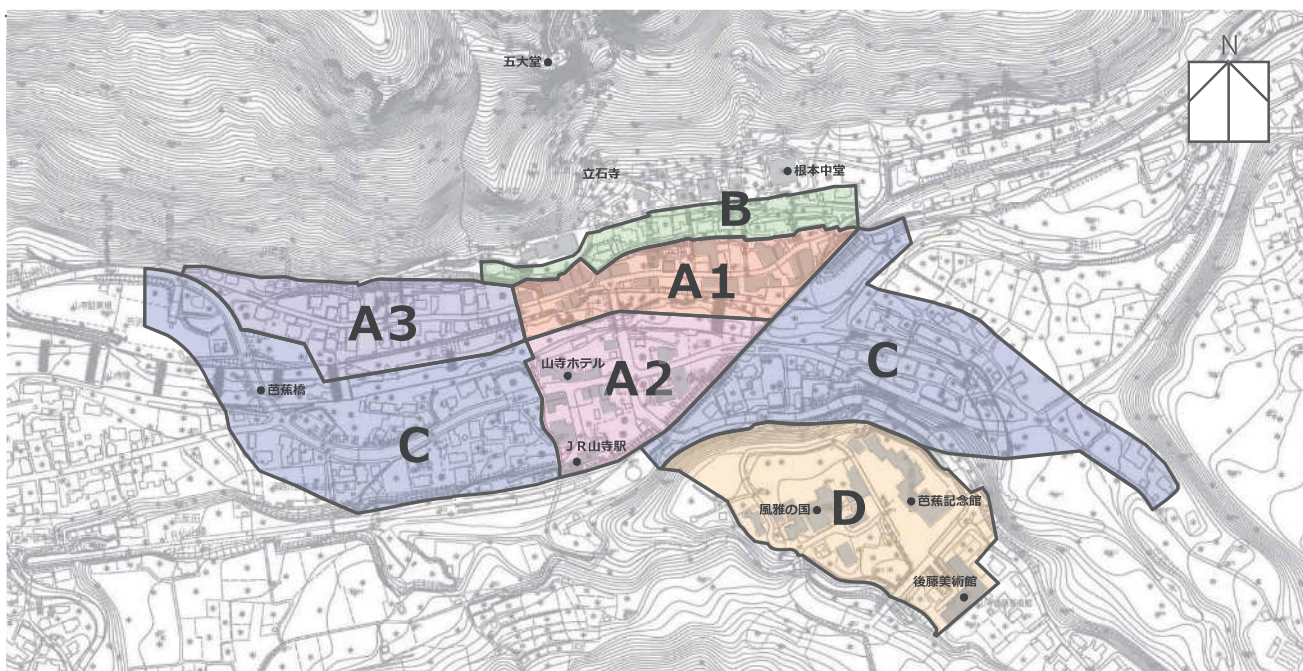 五大堂
N
立石寺
根本中堂
B
A1
A3
山寺ホテル
A2
C
芭蕉橋
C
JR山寺駅
風雅の国
D
芭蕉記念館
後藤美術館